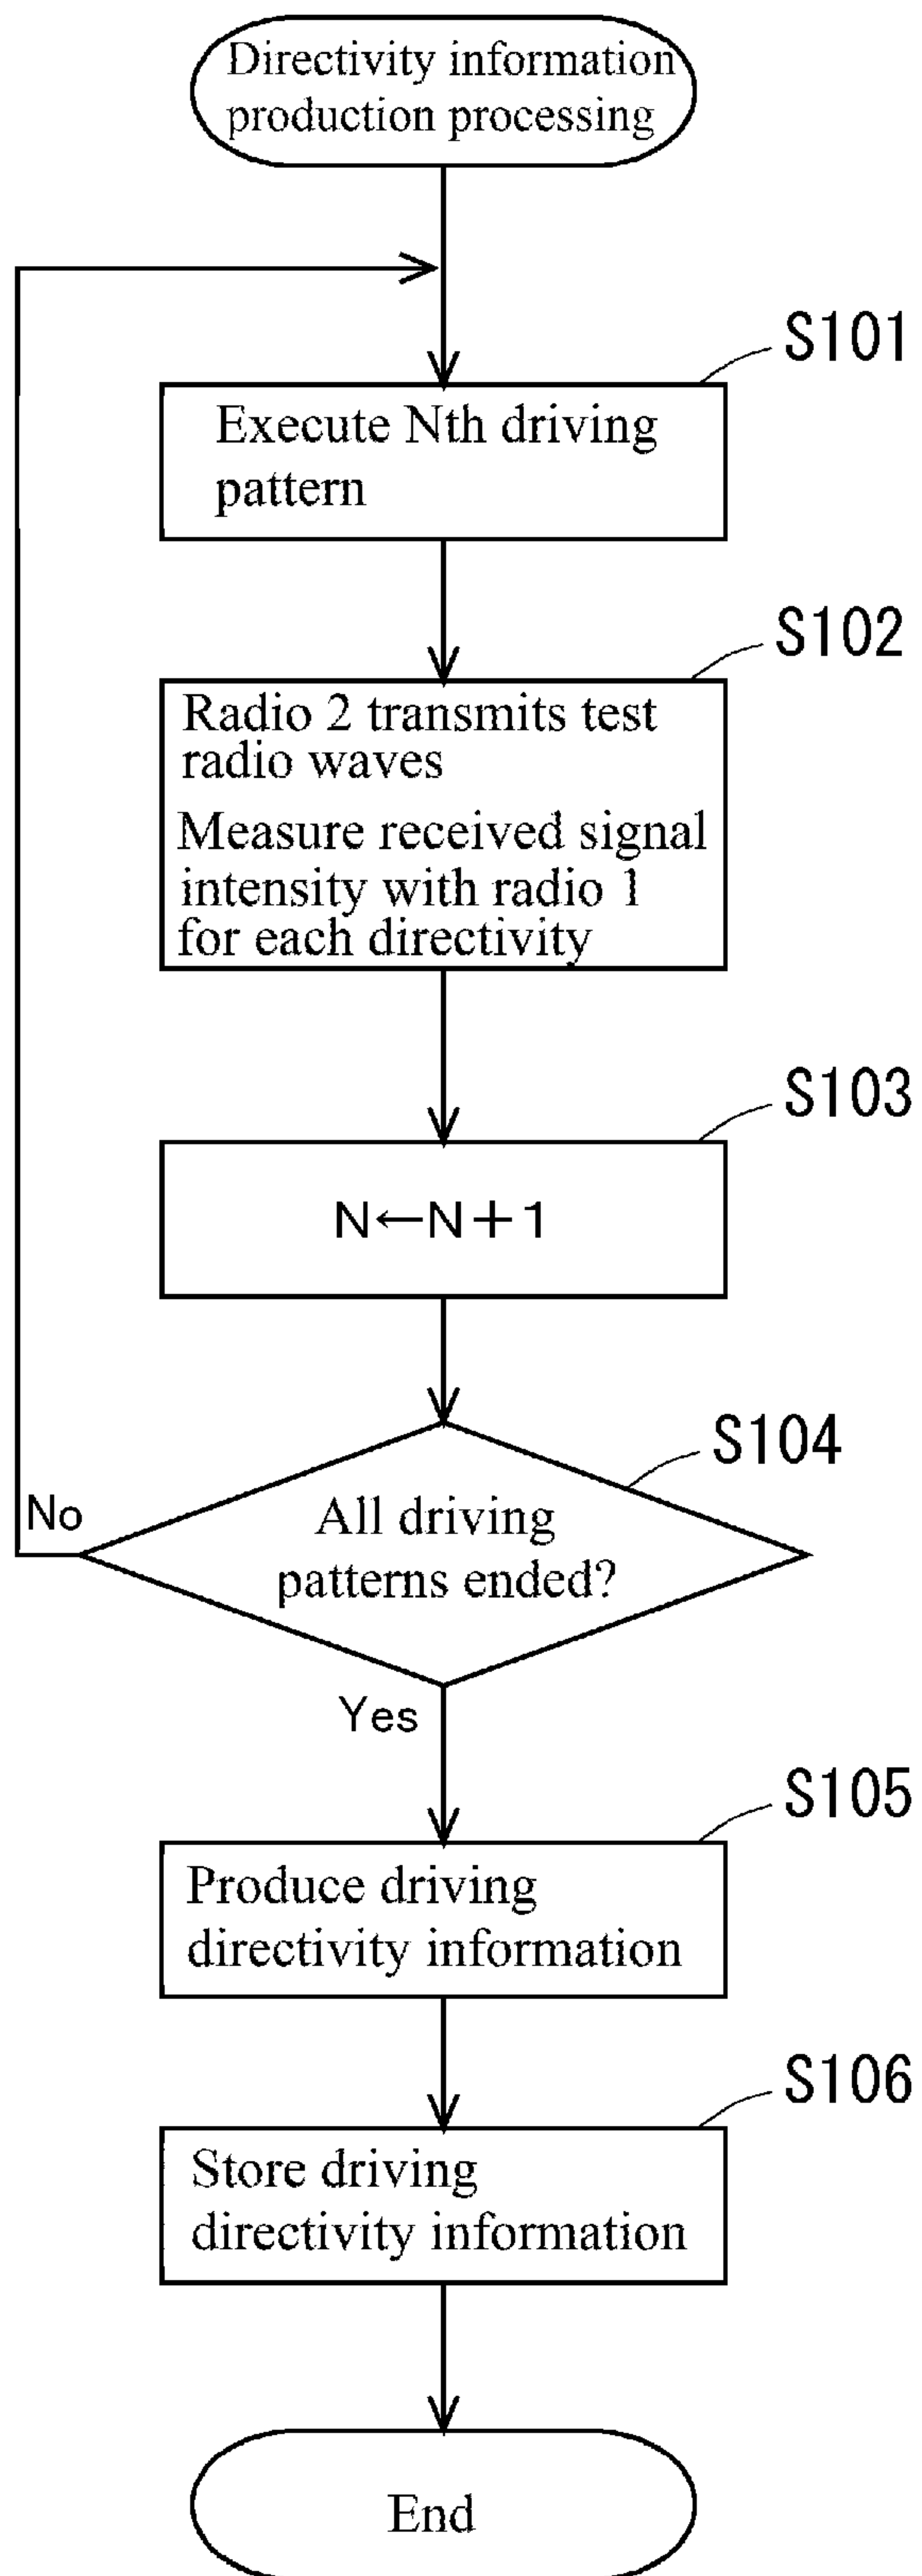 Directivity information
production processing
S101
Execute Nth driving
pattern
S102
Radio 2 transmits test
radio waves
Measure received signal
intensity with radio 1
for each directivity
S103
N←N+1
S104
All driving
patterns ended?
No
Yes
S105
Produce driving
directivity information
S106
Store driving
directivity information
End